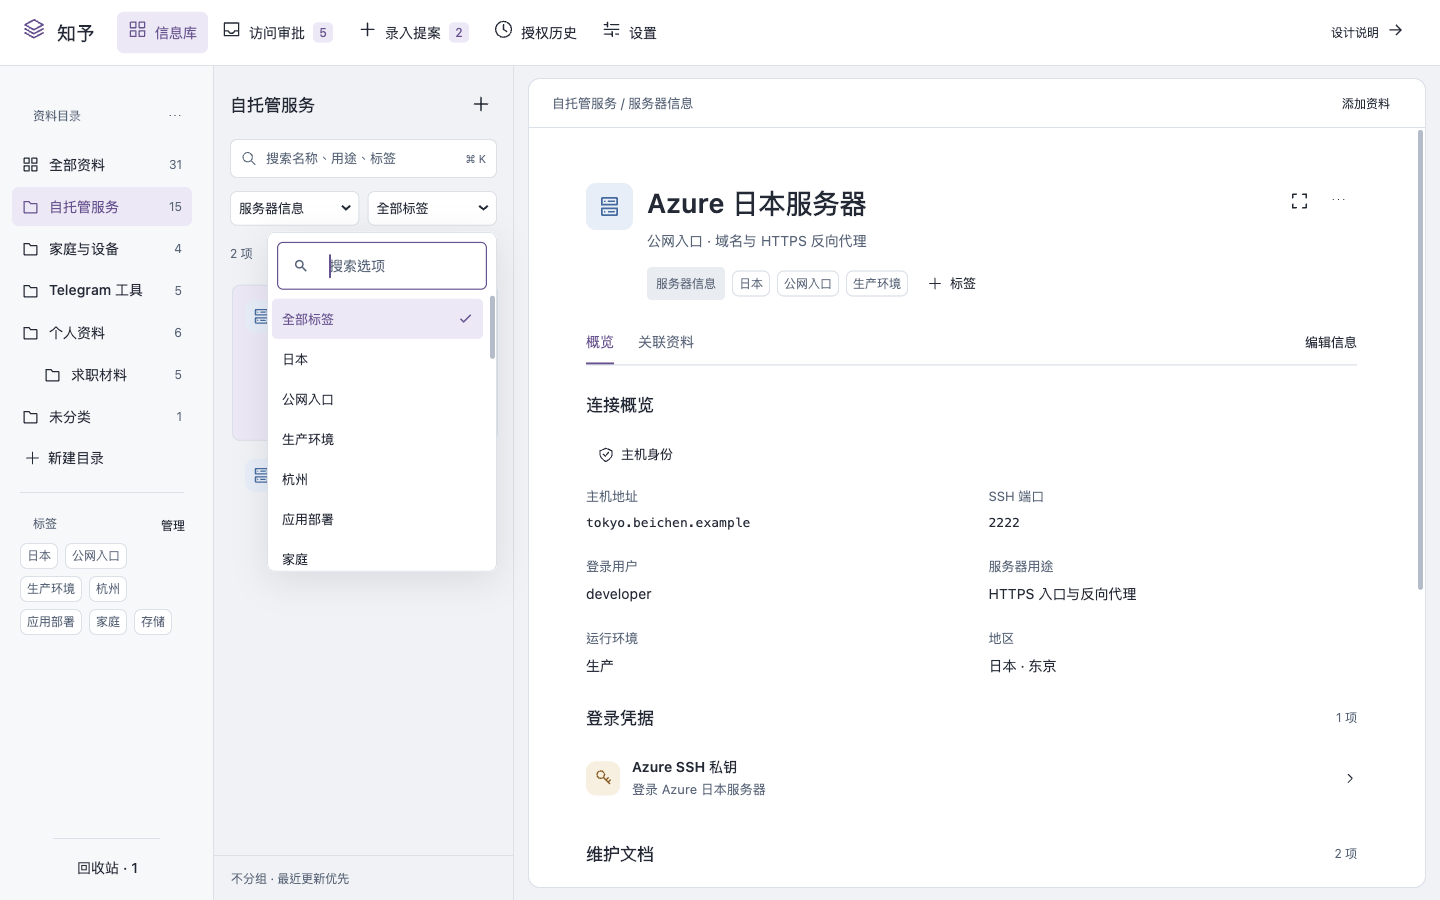 知予
信息库
访问审批 5
录入提案 2
授权历史
设置
设计说明
资料目录
全部资料 31
自托管服务 15
家庭与设备 4
Telegram 工具 5
个人资料 6
求职材料 5
未分类 1
新建目录
标签 管理
日本 公网入口
生产环境 杭州
应用部署 家庭 存储
回收站 · 1
自托管服务
搜索名称、用途、标签 ⌘ K
服务器信息 全部标签
2 项
搜索选项
全部标签
日本
公网入口
生产环境
杭州
应用部署
家庭
不分组 · 最近更新优先
自托管服务 / 服务器信息 添加资料
Azure 日本服务器
公网入口 · 域名与 HTTPS 反向代理
服务器信息 日本 公网入口 生产环境 标签
概览 关联资料 编辑信息
连接概览
主机身份
主机地址 SSH 端口
tokyo.beichen.example 2222
登录用户 服务器用途
developer HTTPS 入口与反向代理
运行环境 地区
生产 日本 · 东京
登录凭据 1 项
Azure SSH 私钥
登录 Azure 日本服务器
维护文档 2 项